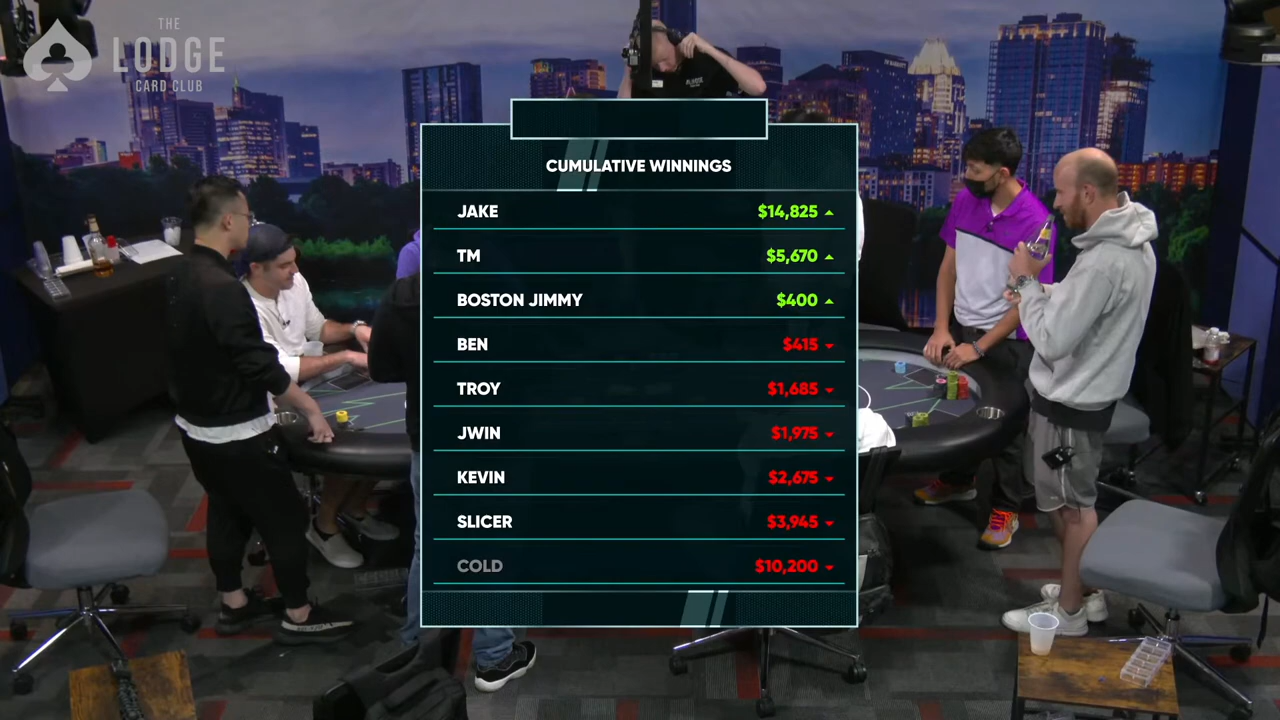 THE
LODGE
CARD CLUB
CUMULATIVE WINNINGS
JAKE $14,825
TM $5,670
BOSTON JIMMY $400
BEN $415
TROY $1,685
JWIN $1,975
KEVIN $2,675
SLICER $3,945
COLD $10,200